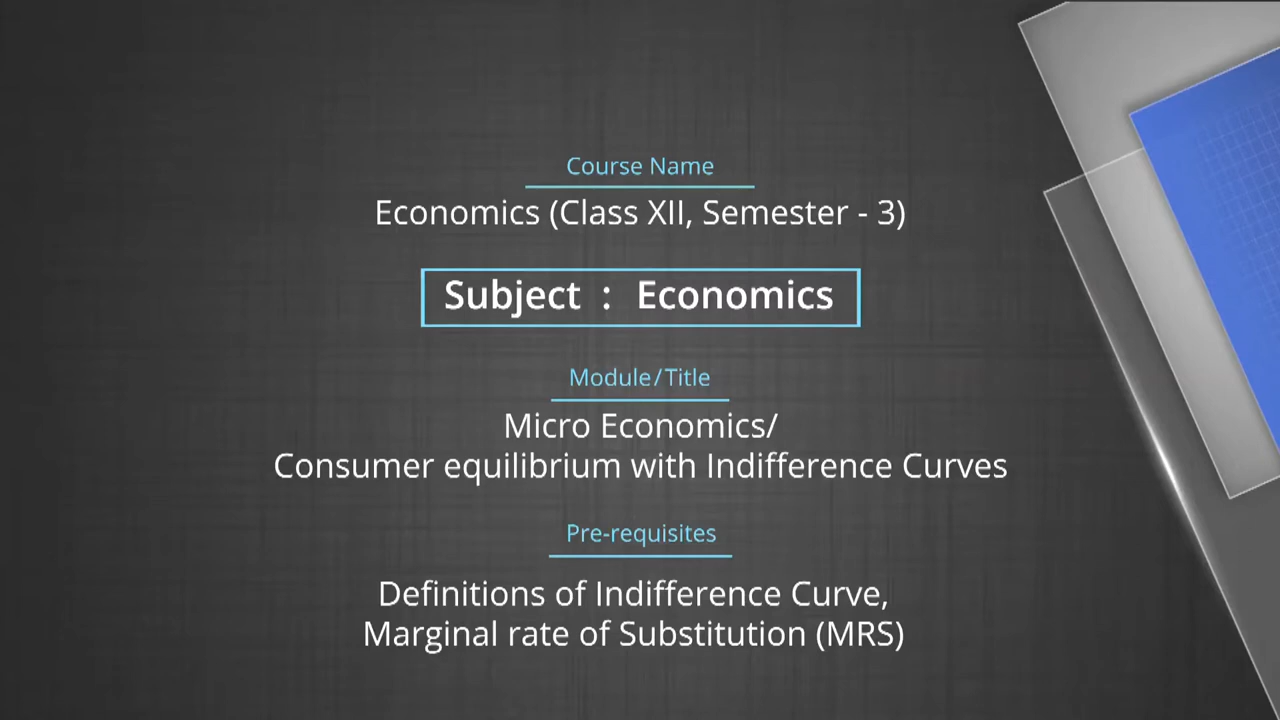 Course Name
Economics (Class XII, Semester - 3)
Subject : Economics
Module/Title
Micro Economics/
Consumer equilibrium with Indifference Curves
Pre-requisites
Definitions of Indifference Curve,
Marginal rate of Substitution (MRS)